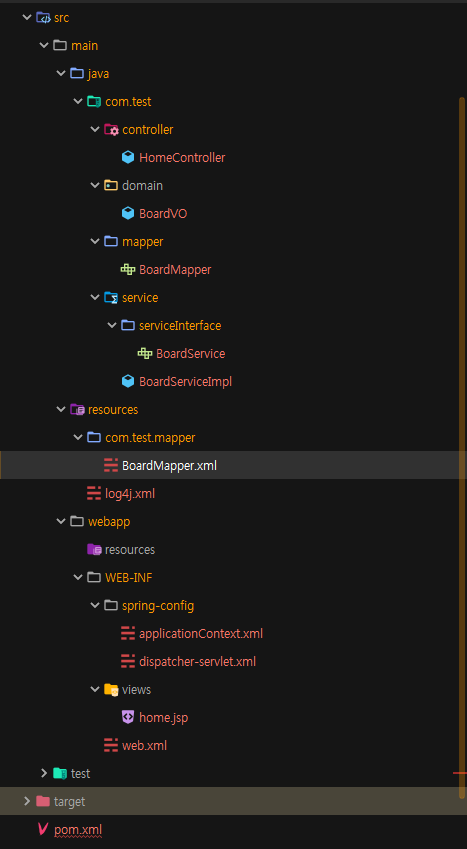 src
main
java
com.test
controller
HomeController
domain
BoardVO
mapper
BoardMapper
service
serviceInterface
BoardService
BoardServiceImpl
resources
com.test.mapper
BoardMapper.xml
log4j.xml
webapp
resources
WEB-INF
spring-config
applicationContext.xml
dispatcher-servlet.xml
views
home.jsp
web.xml
test
target
pom.xml